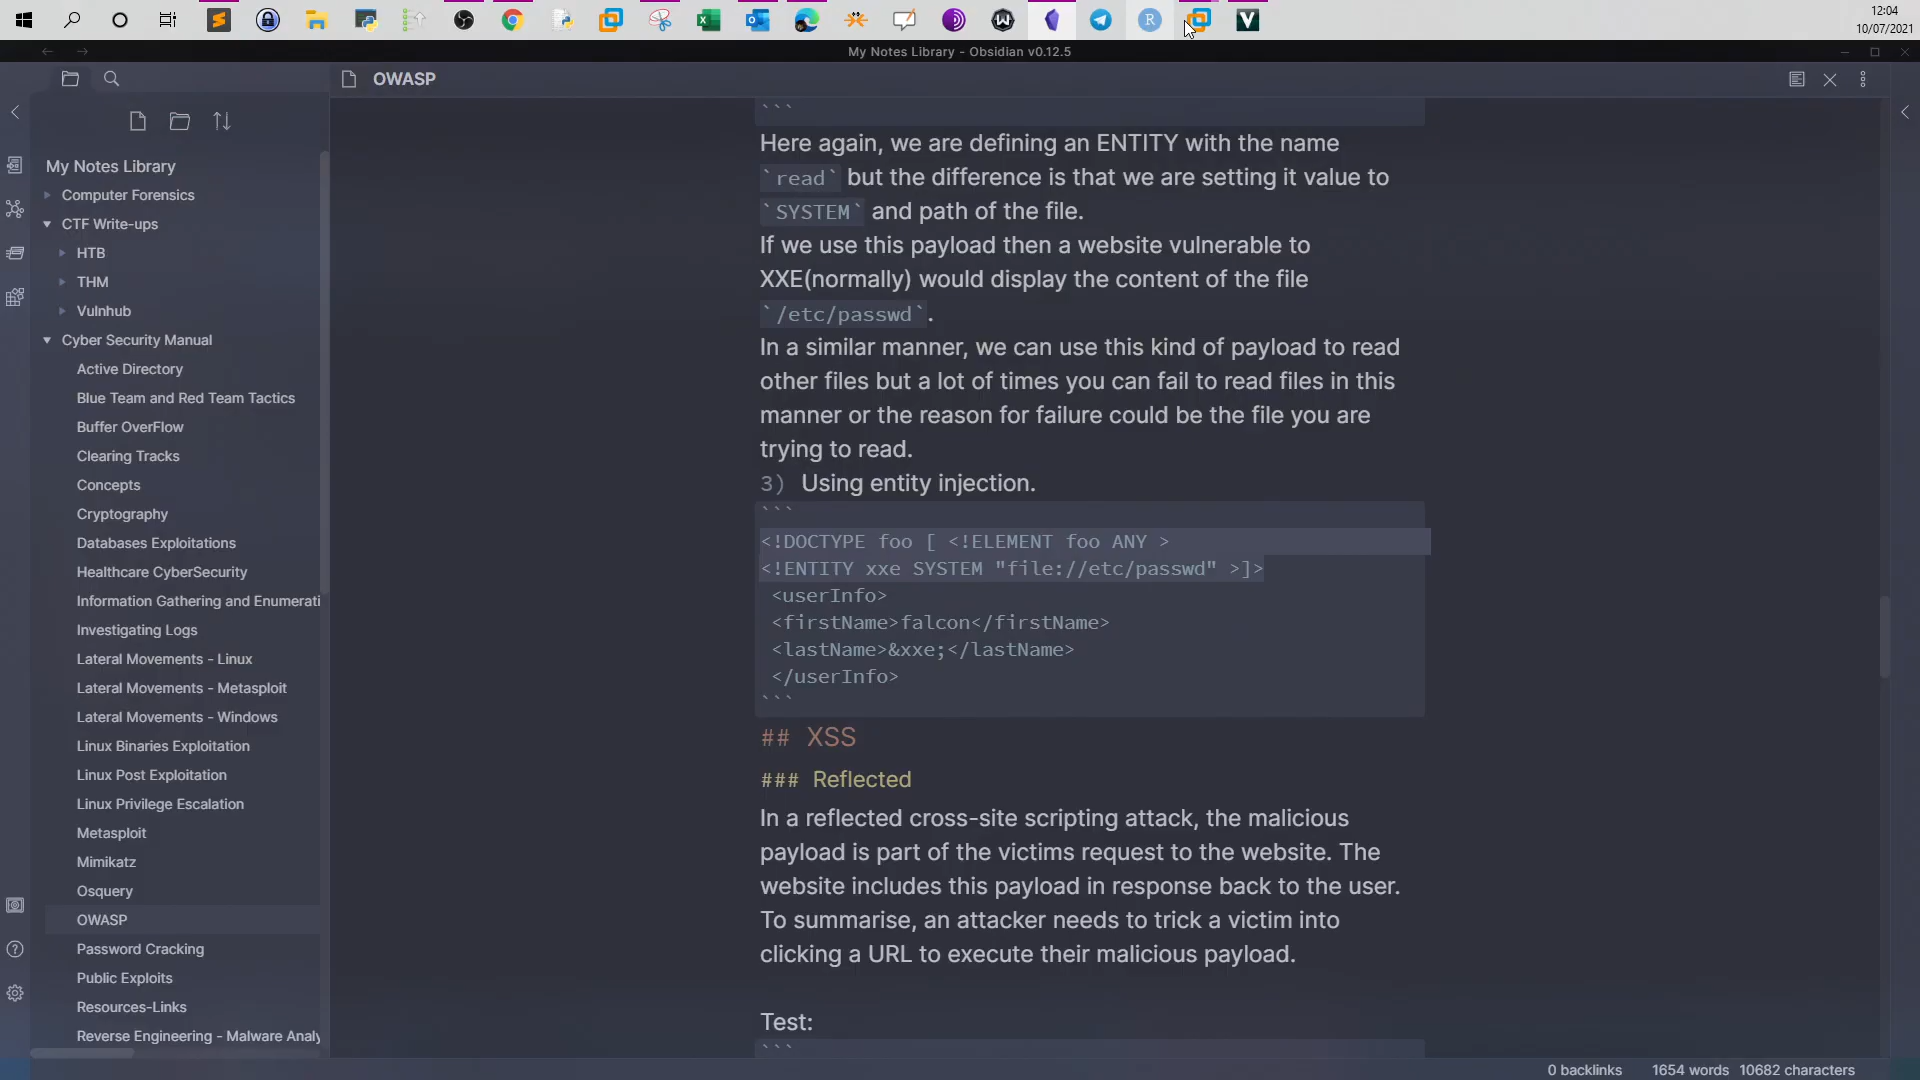 12:04
10/07/2021
My Notes Library - Obsidian v0.12.5
OWASP
My Notes Library
Computer Forensics
CTF Write-ups
HTB
THM
Vulnhub
Cyber Security Manual
Active Directory
Blue Team and Red Team Tactics
Buffer OverFlow
Clearing Tracks
Concepts
Cryptography
Databases Exploitations
Healthcare CyberSecurity
Information Gathering and Enumerati
Investigating Logs
Lateral Movements - Linux
Lateral Movements - Metasploit
Lateral Movements - Windows
Linux Binaries Exploitation
Linux Post Exploitation
Linux Privilege Escalation
Metasploit
Mimikatz
Osquery
OWASP
Password Cracking
Public Exploits
Resources-Links
Reverse Engineering - Malware Analy
```
Here again, we are defining an ENTITY with the name
`read` but the difference is that we are setting it value to
`SYSTEM` and path of the file.
If we use this payload then a website vulnerable to
XXE(normally) would display the content of the file
`/etc/passwd`.
In a similar manner, we can use this kind of payload to read
other files but a lot of times you can fail to read files in this
manner or the reason for failure could be the file you are
trying to read.
3) Using entity injection.
```
<!DOCTYPE foo [ <!ELEMENT foo ANY >
<!ENTITY xxe SYSTEM "file://etc/passwd" >]>
<userInfo>
<firstName>falcon</firstName>
<lastName>&xxe;</lastName>
</userInfo>
```
## XSS
### Reflected
In a reflected cross-site scripting attack, the malicious
payload is part of the victims request to the website. The
website includes this payload in response back to the user.
To summarise, an attacker needs to trick a victim into
clicking a URL to execute their malicious payload.
Test:
```
0 backlinks 1654 words 10682 characters